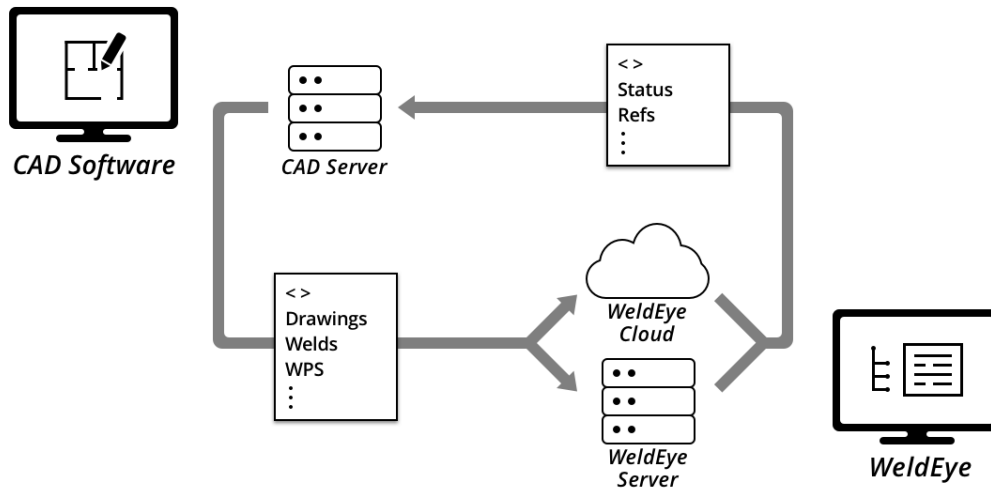 CAD Software
CAD Server
< >
Status
Refs
< >
Drawings
Welds
WPS
WeldEye
Cloud
WeldEye
Server
WeldEye